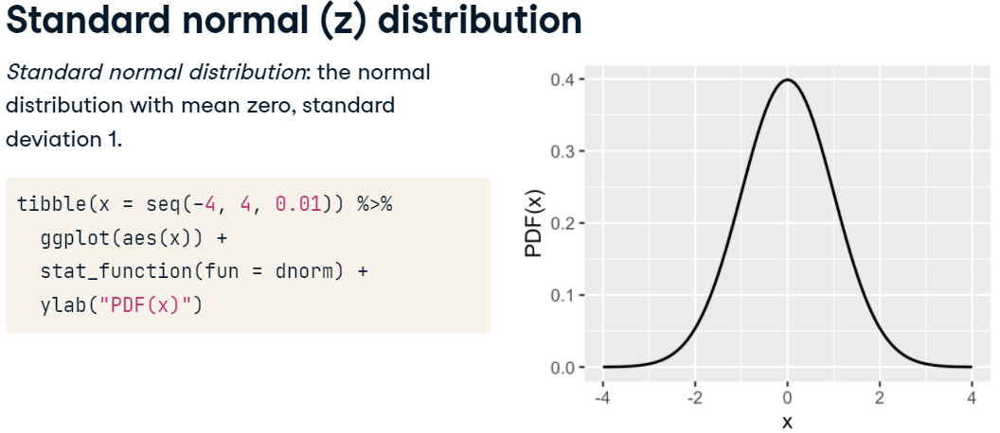 Standard normal (z) distribution
Standard normal distribution: the normal
distribution with mean zero, standard
deviation 1.
tibble(x = seq(-4, 4, 0.01)) %>%
  ggplot(aes(x)) +
  stat_function(fun = dnorm) +
  ylab("PDF(x)")
PDF(x)
0.4
0.3
0.2
0.1
0.0
-4 -2 0 2 4
x